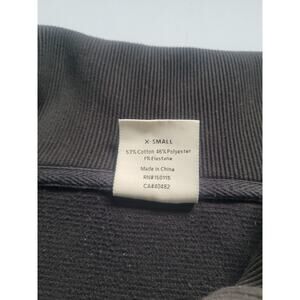 X-SMALL
53% Cotton 46% Polyester
1% Elastane
Made in China
RN#150115
CA#40482